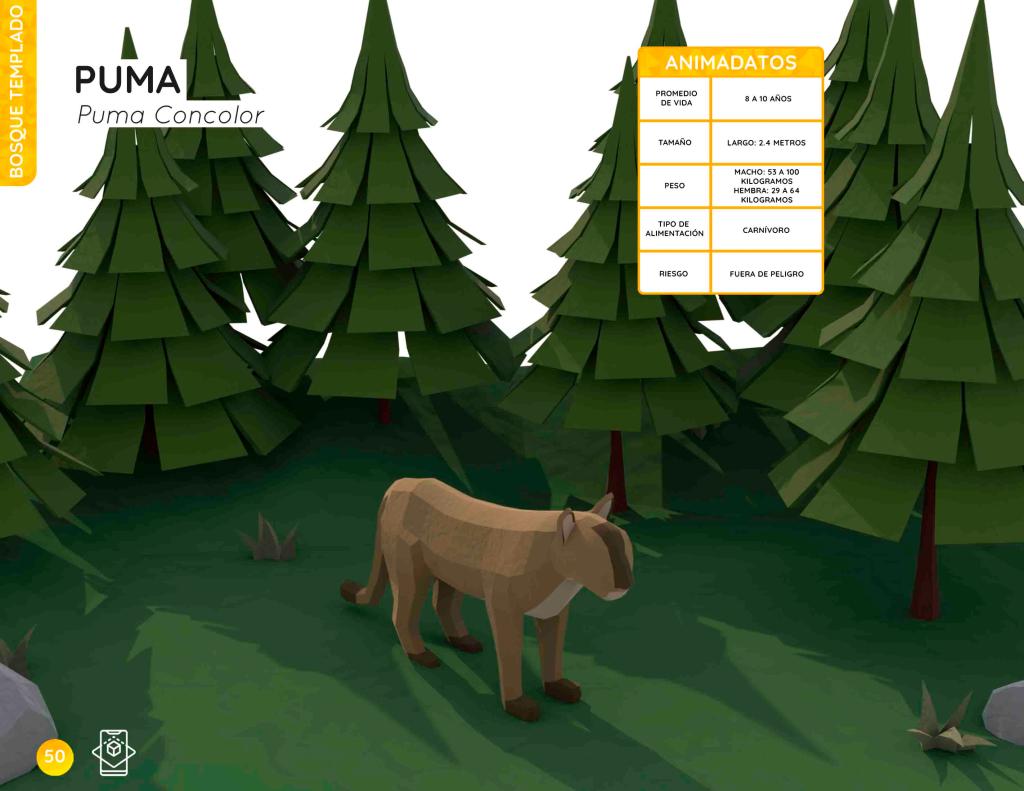 BOSQUE TEMPLADO
PUMA
Puma Concolor
ANIMADATOS
PROMEDIO
DE VIDA
8 A 10 AÑOS
TAMAÑO
LARGO: 2.4 METROS
PESO
MACHO: 53 A 100
KILOGRAMOS
HEMBRA: 29 A 64
KILOGRAMOS
TIPO DE
ALIMENTACIÓN
CARNÍVORO
RIESGO
FUERA DE PELIGRO
50